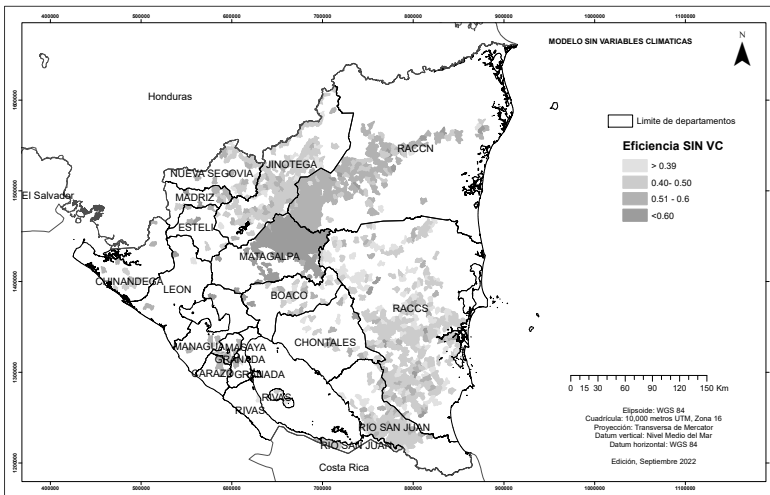 400000 500000 600000 700000 800000 900000 1000000 1100000
MODELO SIN VARIABLES CLIMATICAS
N
Honduras
Limite de departamentos
RACCN
Eficiencia SIN VC
JINOTEGA
> 0.39
NUEVA SEGOVIA
0.40- 0.50
El Salvador
MADRIZ
0.51 - 0.6
<0.60
ESTELI
MATAGALPA
CHINANDEGA
LEON
BOACO
RACCS
CHONTALES
MANAGUA
MASAYA
GRANADA
CARAZO
GRANADA
RIVAS
RIVAS
0 15 30 60 90 120 150 Km
RIO SAN JUAN
RIO SAN JUAN
Costa Rica
Elipsoide: WGS 84
Cuadrícula: 10,000 metros UTM, Zona 16
Proyección: Transversa de Mercator
Datum vertical: Nivel Medio del Mar
Datum horizontal: WGS 84
Edición, Septiembre 2022
400000 500000 600000 700000 800000 900000 1000000 1100000